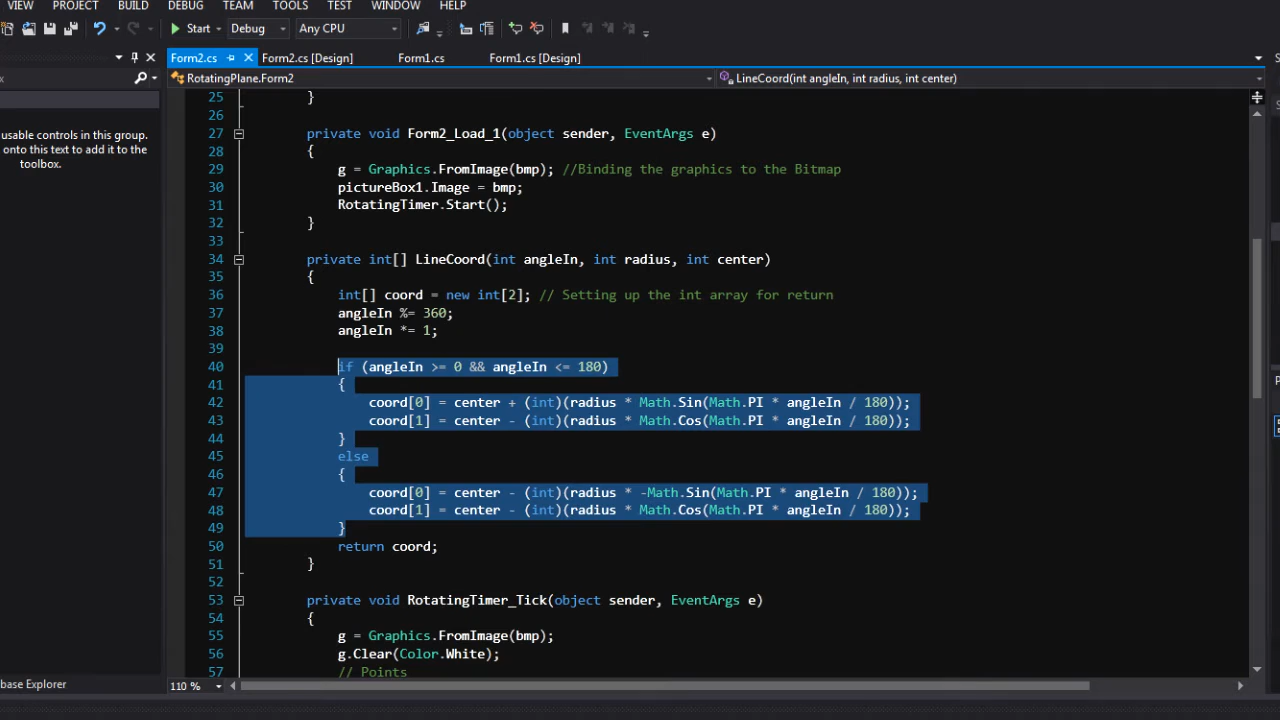 VIEW PROJECT BUILD DEBUG TEAM TOOLS TEST WINDOW HELP
Start Debug Any CPU
Form2.cs Form2.cs [Design] Form1.cs Form1.cs [Design]
RotatingPlane.Form2 LineCoord(int angleIn, int radius, int center)
usable controls in this group.
onto this text to add it to the
toolbox.
25 }
26
27 private void Form2_Load_1(object sender, EventArgs e)
28 {
29 g = Graphics.FromImage(bmp); //Binding the graphics to the Bitmap
30 pictureBox1.Image = bmp;
31 RotatingTimer.Start();
32 }
33
34 private int[] LineCoord(int angleIn, int radius, int center)
35 {
36 int[] coord = new int[2]; // Setting up the int array for return
37 angleIn %= 360;
38 angleIn *= 1;
39
40 if (angleIn >= 0 && angleIn <= 180)
41 {
42 coord[0] = center + (int)(radius * Math.Sin(Math.PI * angleIn / 180));
43 coord[1] = center - (int)(radius * Math.Cos(Math.PI * angleIn / 180));
44 }
45 else
46 {
47 coord[0] = center - (int)(radius * -Math.Sin(Math.PI * angleIn / 180));
48 coord[1] = center - (int)(radius * Math.Cos(Math.PI * angleIn / 180));
49 }
50 return coord;
51 }
52
53 private void RotatingTimer_Tick(object sender, EventArgs e)
54 {
55 g = Graphics.FromImage(bmp);
56 g.Clear(Color.White);
57 // Points
base Explorer
110 %